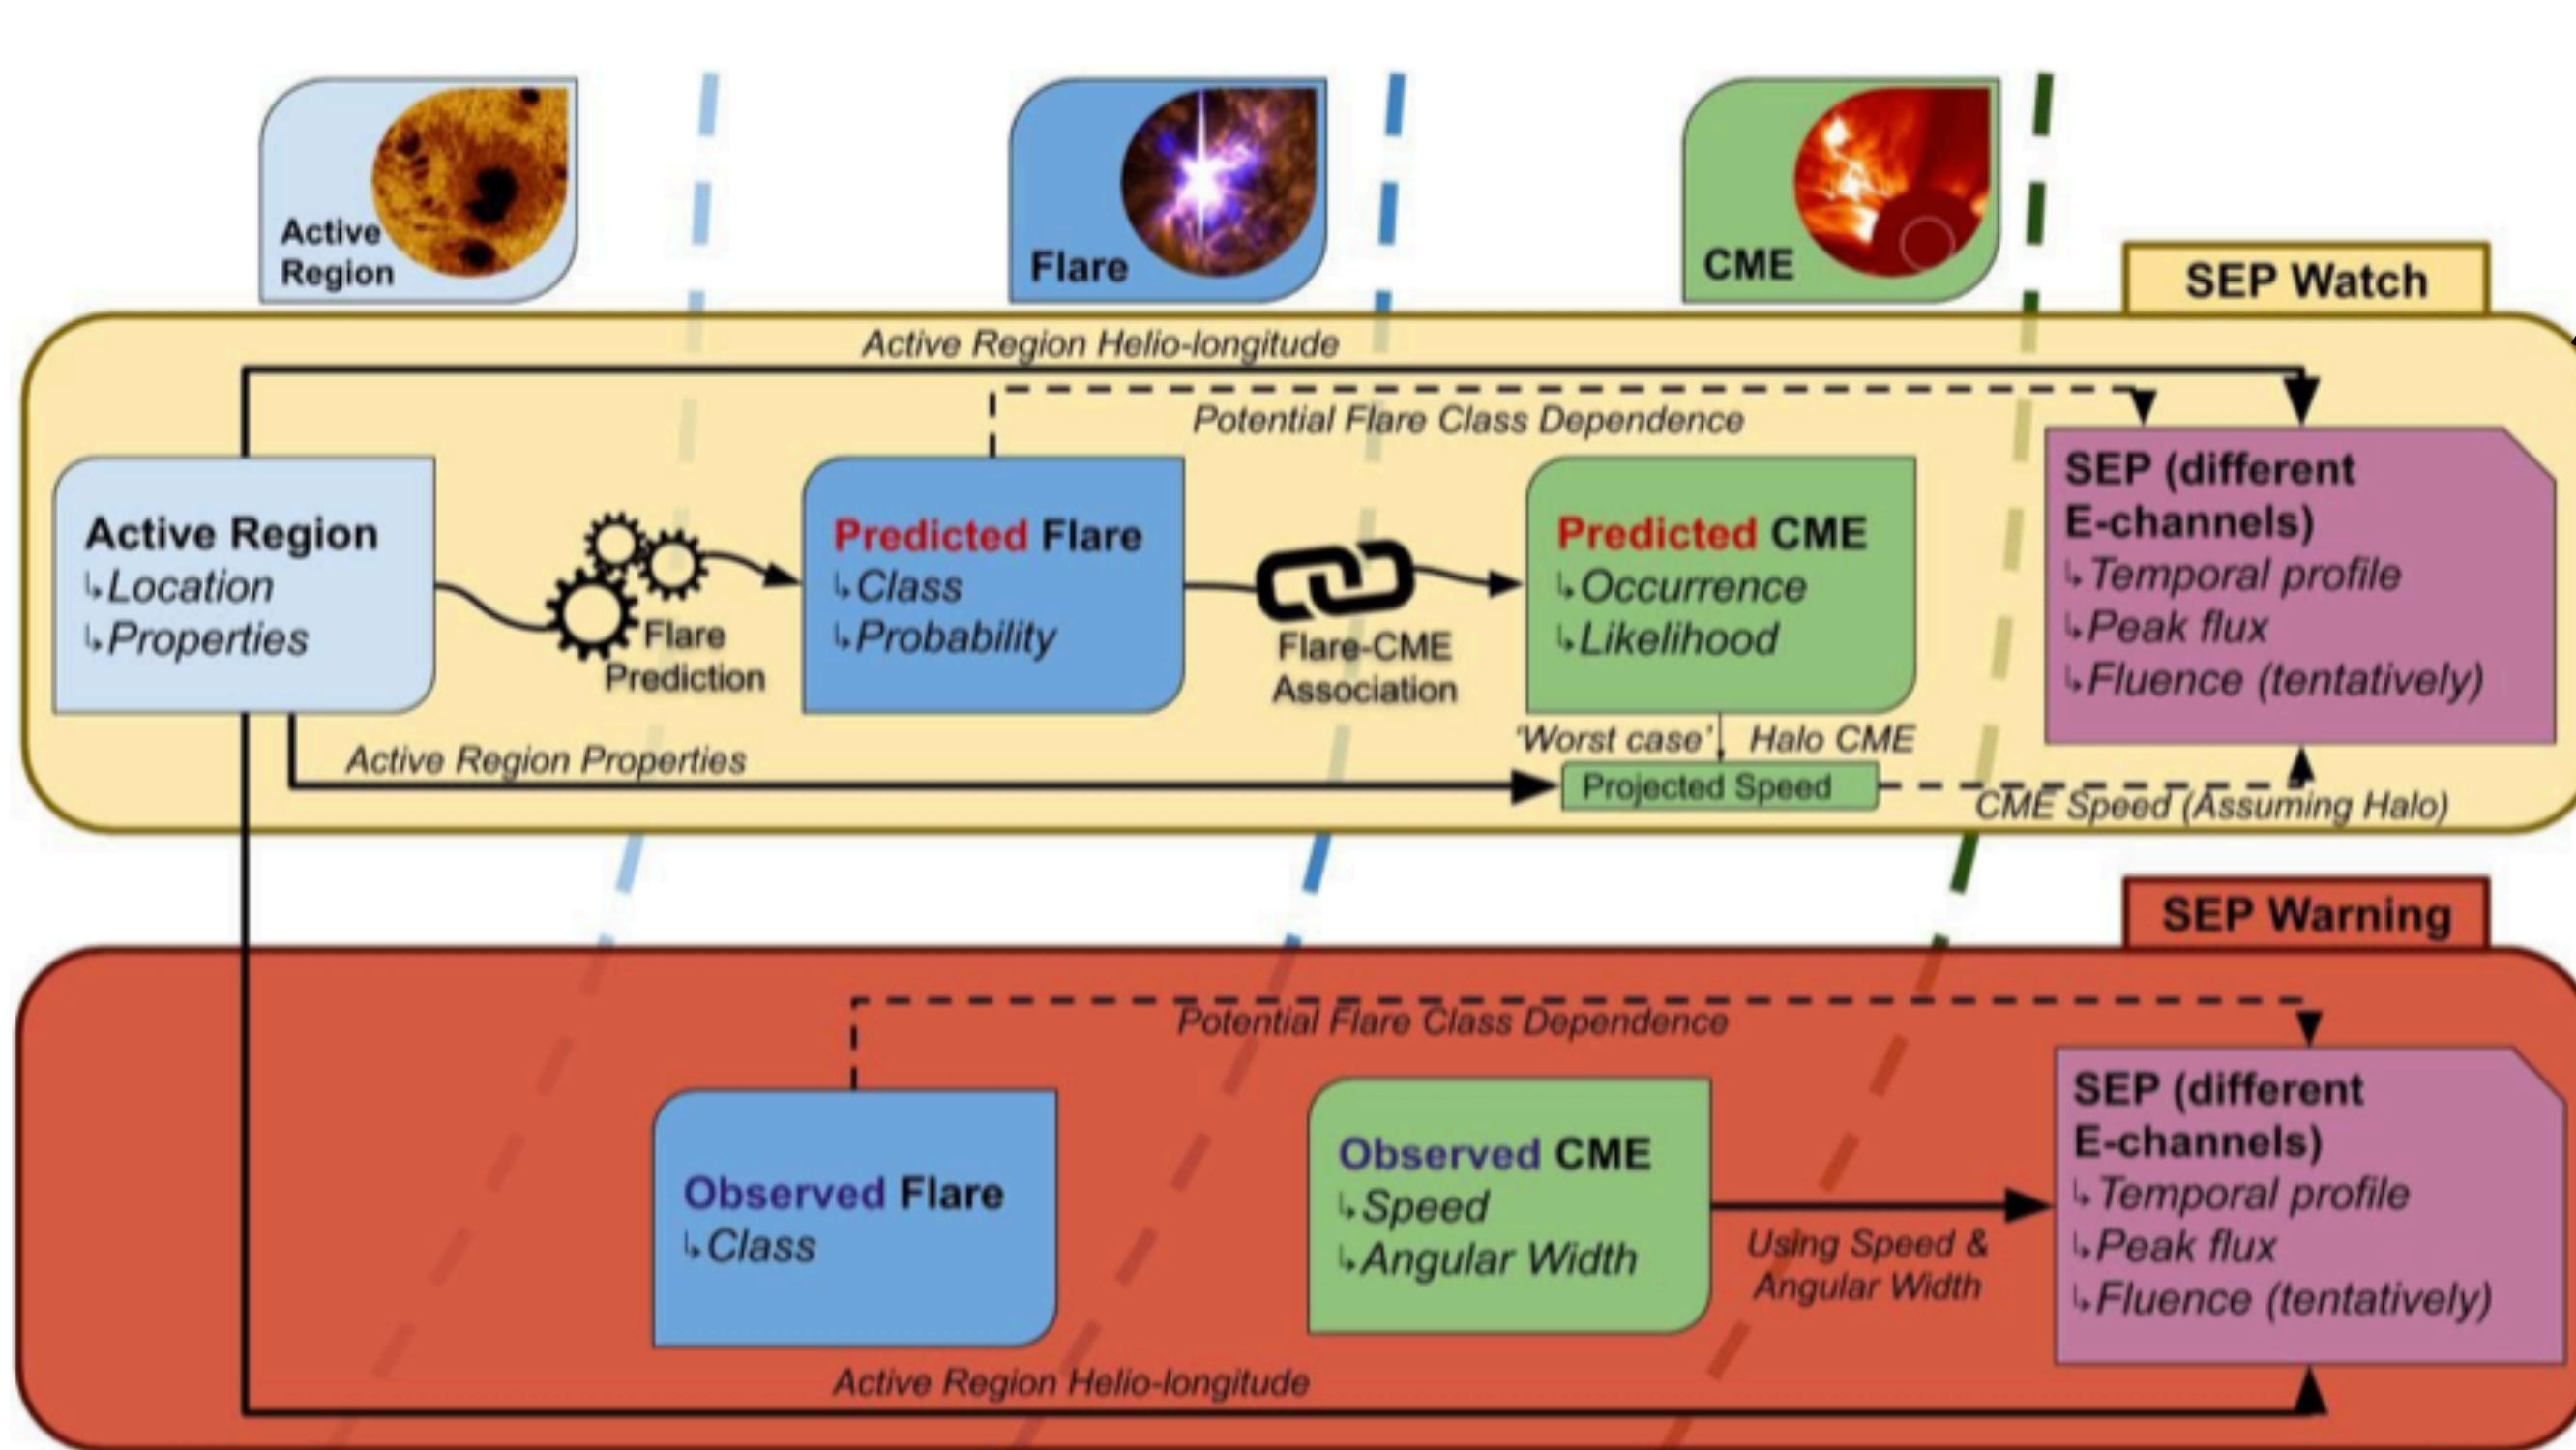 Active
Region
Flare
CME
SEP Watch
Active Region Helio-longitude
Potential Flare Class Dependence
Active Region
↳Location
↳Properties
Flare
Prediction
Predicted Flare
↳Class
↳Probability
Flare-CME
Association
Predicted CME
↳Occurrence
↳Likelihood
SEP (different
E-channels)
↳Temporal profile
↳Peak flux
↳Fluence (tentatively)
Active Region Properties
‘Worst case’ Halo CME
Projected Speed
CME Speed (Assuming Halo)
SEP Warning
Potential Flare Class Dependence
Observed Flare
↳Class
Observed CME
↳Speed
↳Angular Width
Using Speed &
Angular Width
SEP (different
E-channels)
↳Temporal profile
↳Peak flux
↳Fluence (tentatively)
Active Region Helio-longitude